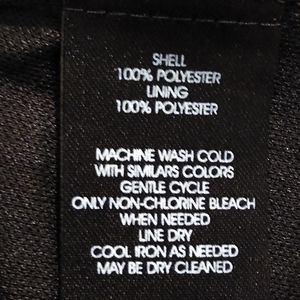 SHELL
100% POLYESTER
LINING
100% POLYESTER
MACHINE WASH COLD
WITH SIMILARS COLORS
GENTLE CYCLE
ONLY NON-CHLORINE BLEACH
WHEN NEEDED
LINE DRY
COOL IRON AS NEEDED
MAY BE DRY CLEANED